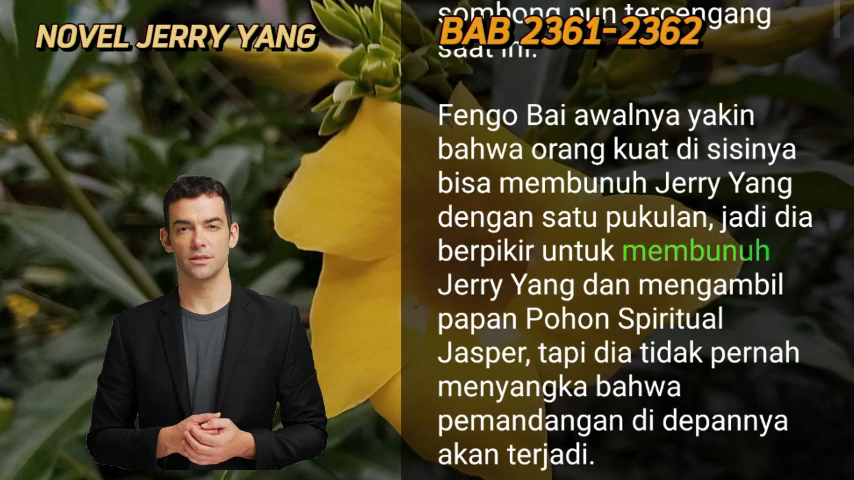 NOVEL JERRY YANG
BAB 2361-2362
sombong pun tercengang
saat ini.
Fengo Bai awalnya yakin
bahwa orang kuat di sisinya
bisa membunuh Jerry Yang
dengan satu pukulan, jadi dia
berpikir untuk membunuh
Jerry Yang dan mengambil
papan Pohon Spiritual
Jasper, tapi dia tidak pernah
menyangka bahwa
pemandangan di depannya
akan terjadi.